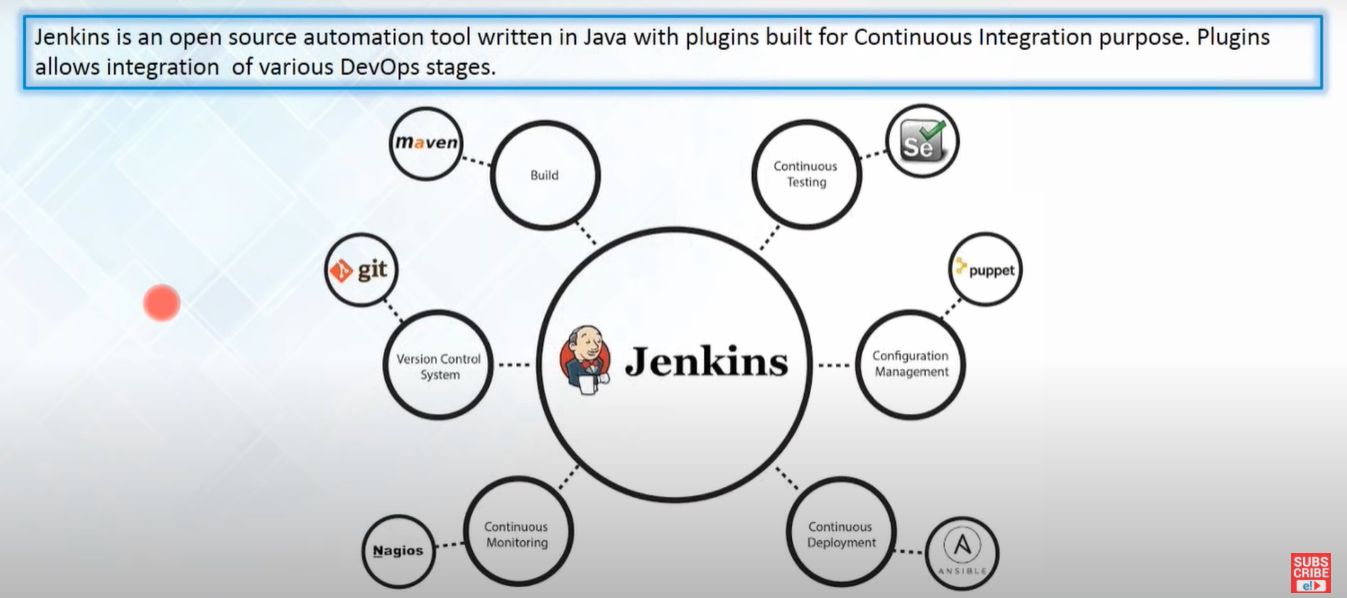 Jenkins is an open source automation tool written in Java with plugins built for Continuous Integration purpose. Plugins
allows integration of various DevOps stages.
maven
Build
Continuous
Testing
Se
git
puppet
Version Control
System
Jenkins
Configuration
Management
Nagios
Continuous
Monitoring
Continuous
Deployment
A
ANSIBLE
SUBS
CRIBE
e!